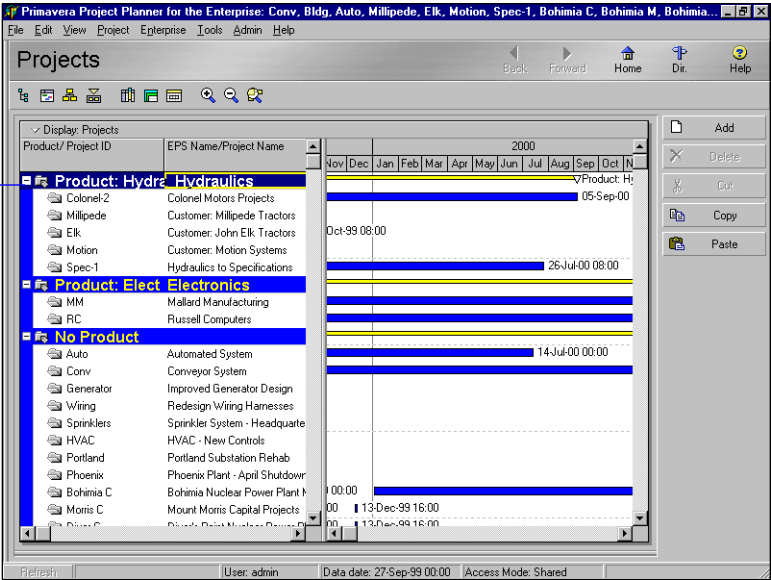 Primavera Project Planner for the Enterprise: Conv, Bldg, Auto, Millipede, Elk, Motion, Spec-1, Bohimia C, Bohimia M, Bohimia...
File Edit View Project Enterprise Tools Admin Help
Projects
Back Forward Home Dir. Help
Display: Projects
Product/ Project ID EPS Name/Project Name
2000
Nov Dec Jan Feb Mar Apr May Jun Jul Aug Sep Oct N
Product: Hydra Hydraulics Product: Hy
Colonel-2 Colonel Motors Projects 05-Sep-00
Millipede Customer: Millipede Tractors
Elk Customer: John Elk Tractors Oct-99 08:00
Motion Customer: Motion Systems
Spec-1 Hydraulics to Specifications 26-Jul-00 08:00
Product: Elect Electronics
MM Mallard Manufacturing
RC Russell Computers
No Product
Auto Automated System 14-Jul-00 00:00
Conv Conveyor System
Generator Improved Generator Design
Wiring Redesign Wiring Harnesses
Sprinklers Sprinkler System - Headquarte
HVAC HVAC - New Controls
Portland Portland Substation Rehab
Phoenix Phoenix Plant - April Shutdown
Bohimia C Bohimia Nuclear Power Plant 00:00
Morris C Mount Morris Capital Projects 00 13-Dec-99 16:00
00 13-Dec-99 16:00
Add
Delete
Cut
Copy
Paste
Refresh User: admin Data date: 27-Sep-99 00:00 Access Mode: Shared